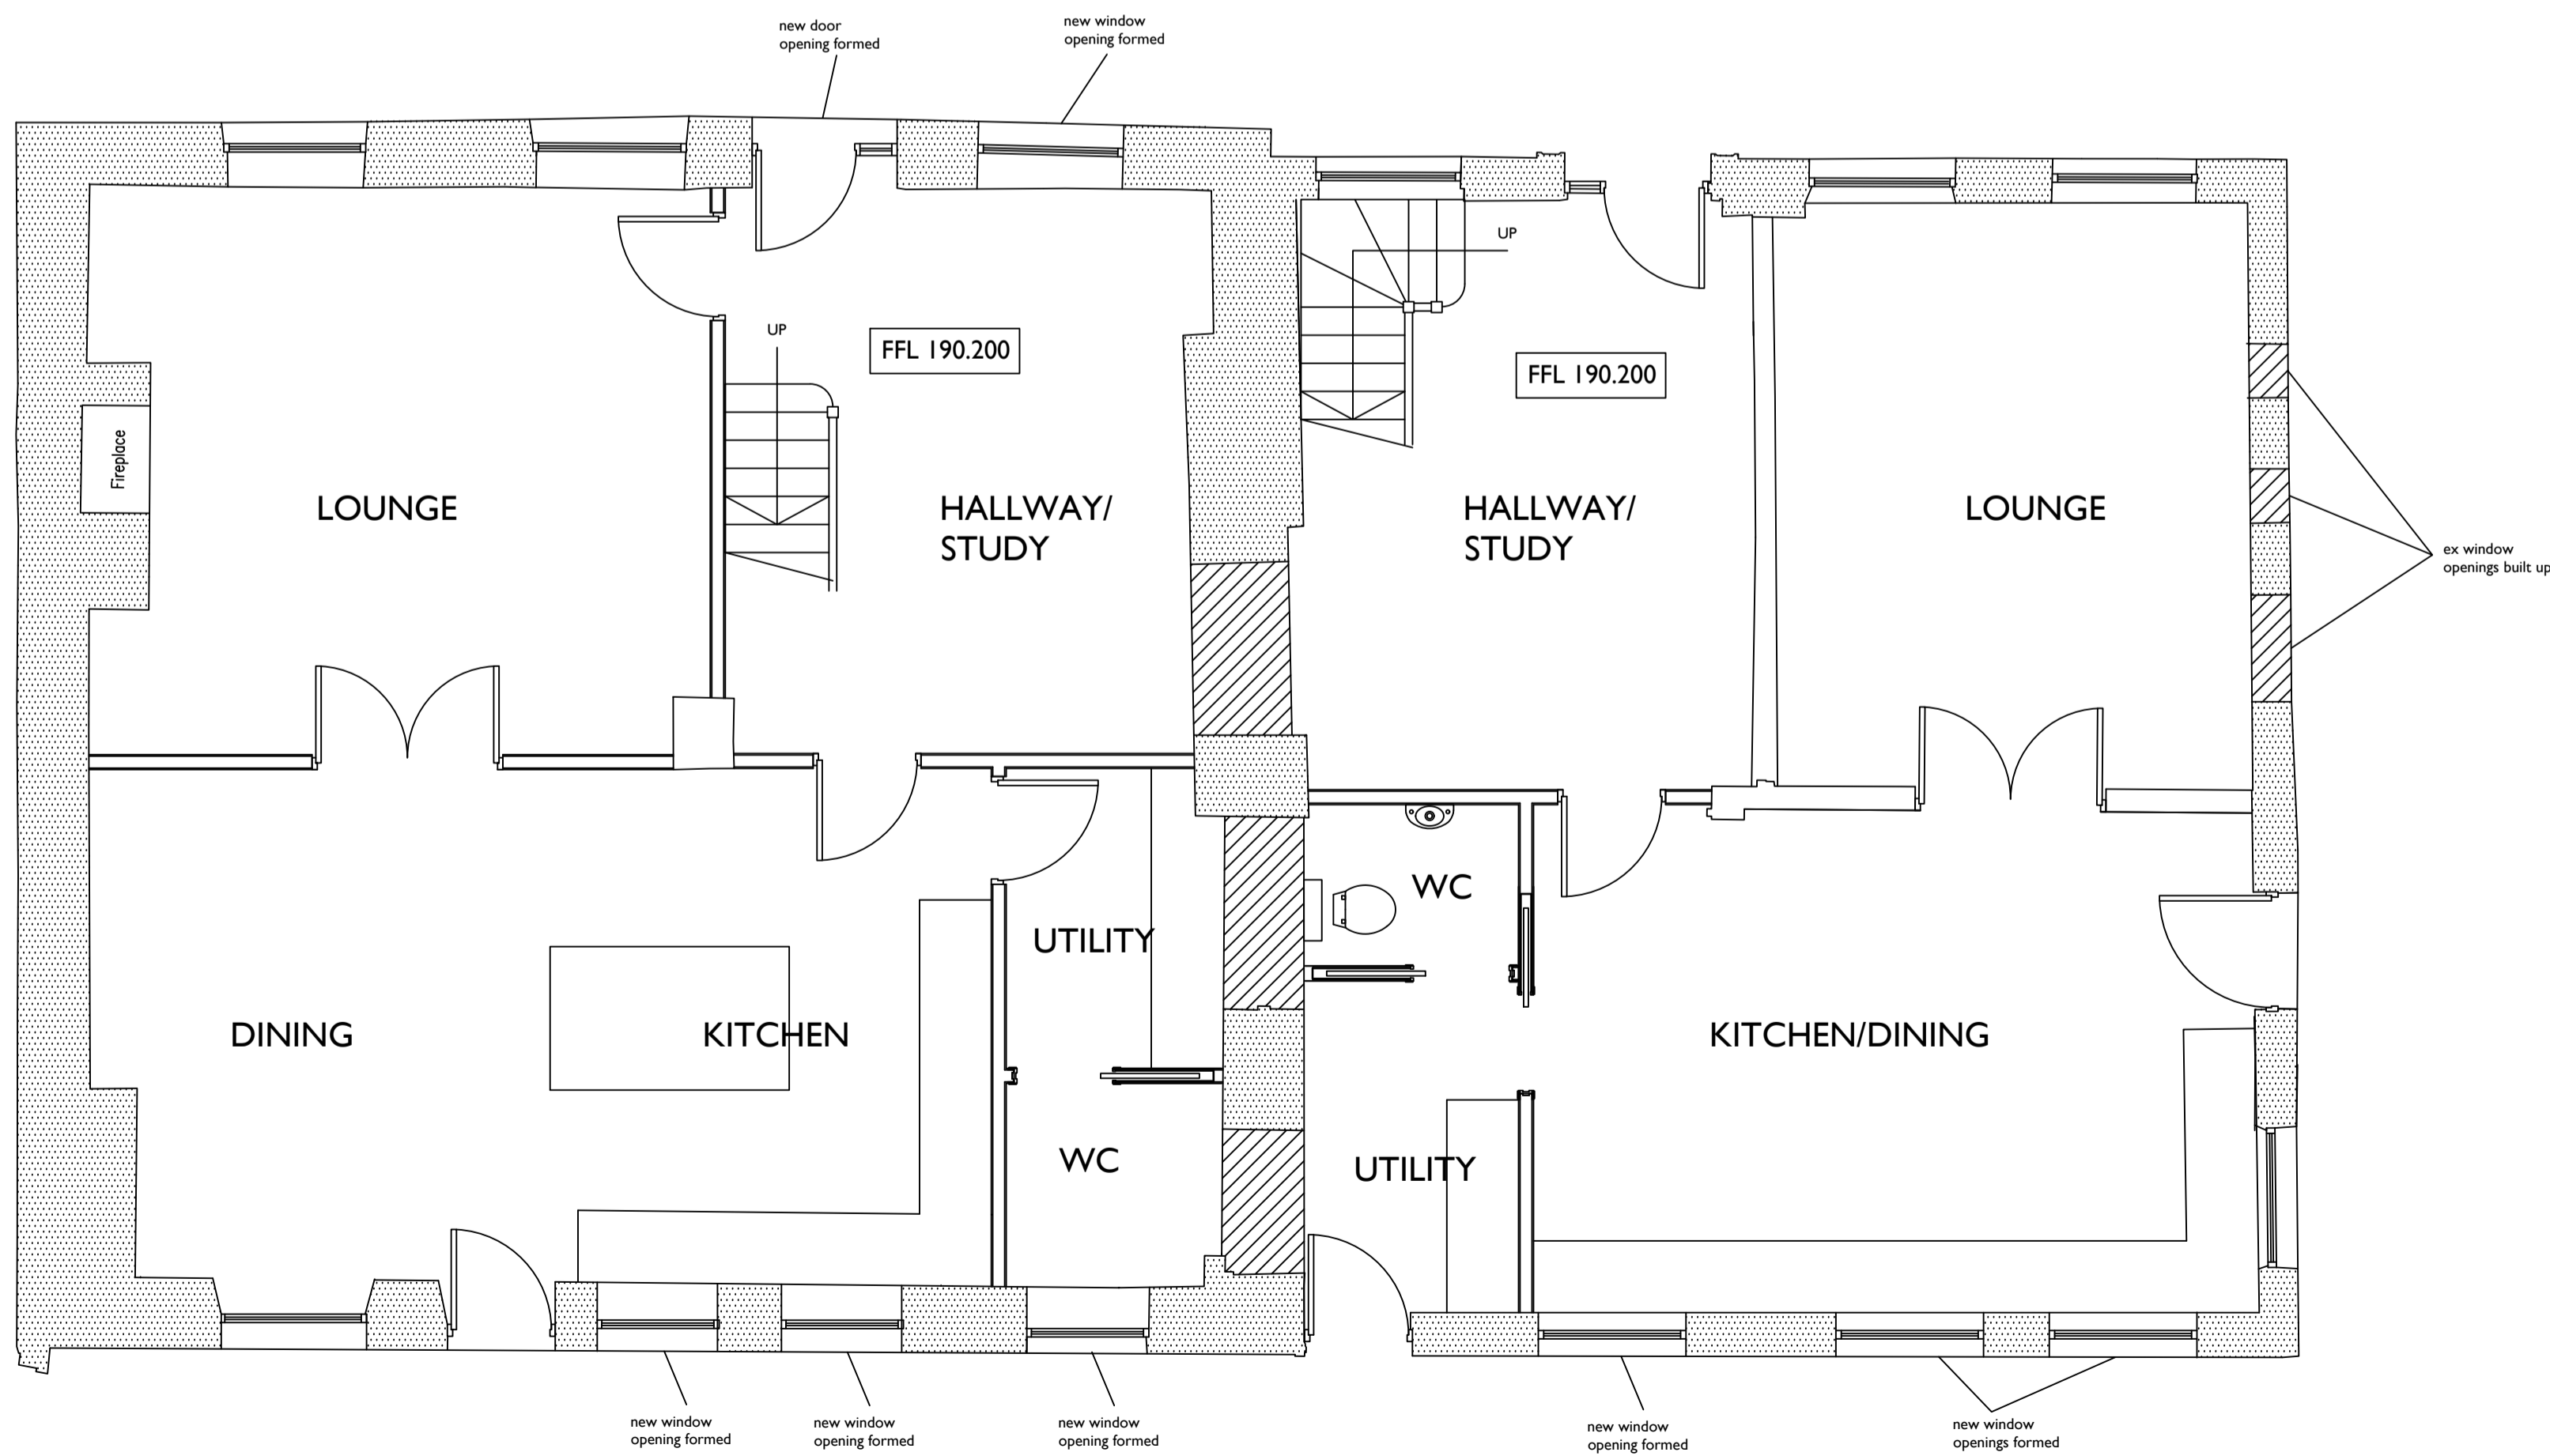 new door
opening formed
new window
opening formed
UP
UP
FFL 190.200
FFL 190.200
Fireplace
LOUNGE
HALLWAY/
STUDY
HALLWAY/
STUDY
LOUNGE
ex window
openings built up
WC
UTILITY
DINING
KITCHEN
KITCHEN/DINING
WC
UTILITY
new window
opening formed
new window
opening formed
new window
opening formed
new window
opening formed
new window
openings formed